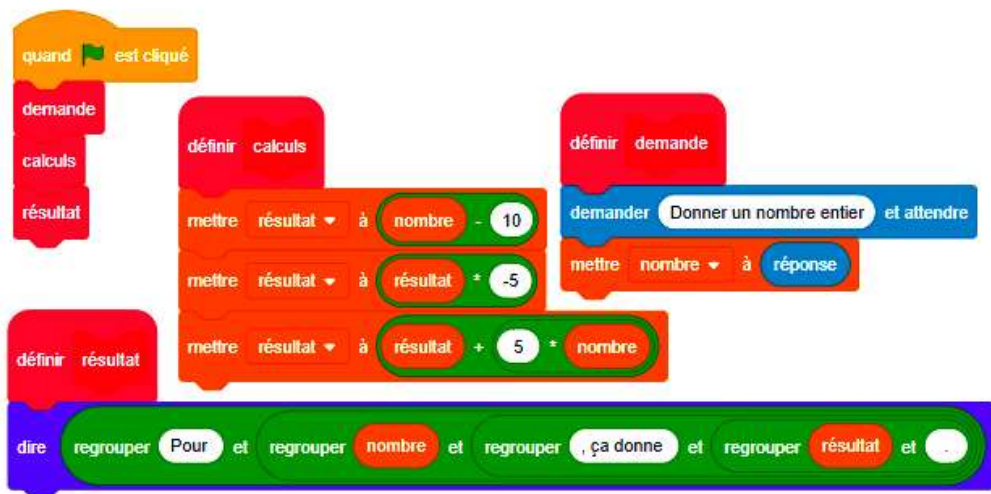 quand est cliqué
demande
calculs
résultat
définir calculs
mettre résultat à nombre - 10
mettre résultat à résultat * -5
mettre résultat à résultat + 5 * nombre
définir demande
demander Donner un nombre entier et attendre
mettre nombre à réponse
définir résultat
dire regrouper Pour et regrouper nombre et regrouper , ça donne et regrouper résultat et .